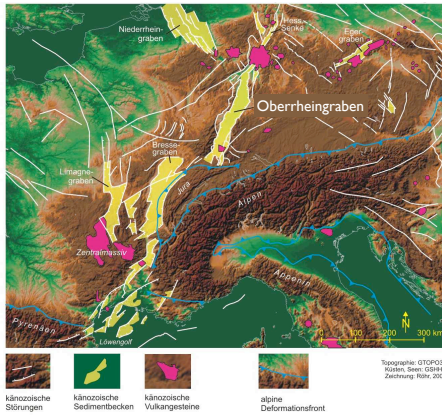 Niederrhein-
graben
Hess.
Senke
Eger-
graben
Oberrheingraben
Bresse-
graben
Limagne-
graben
Jura
Alpen
Zentralmassiv
Appenin
Pyrenäen
Löwengolf
N
0 100 200 300 km
känozoische
Störungen
känozoische
Sedimentbecken
känozoische
Vulkangesteine
alpine
Deformationsfront
Topographie: GTOPO3
Küsten, Seen: GSHH
Zeichnung: Röhr, 200